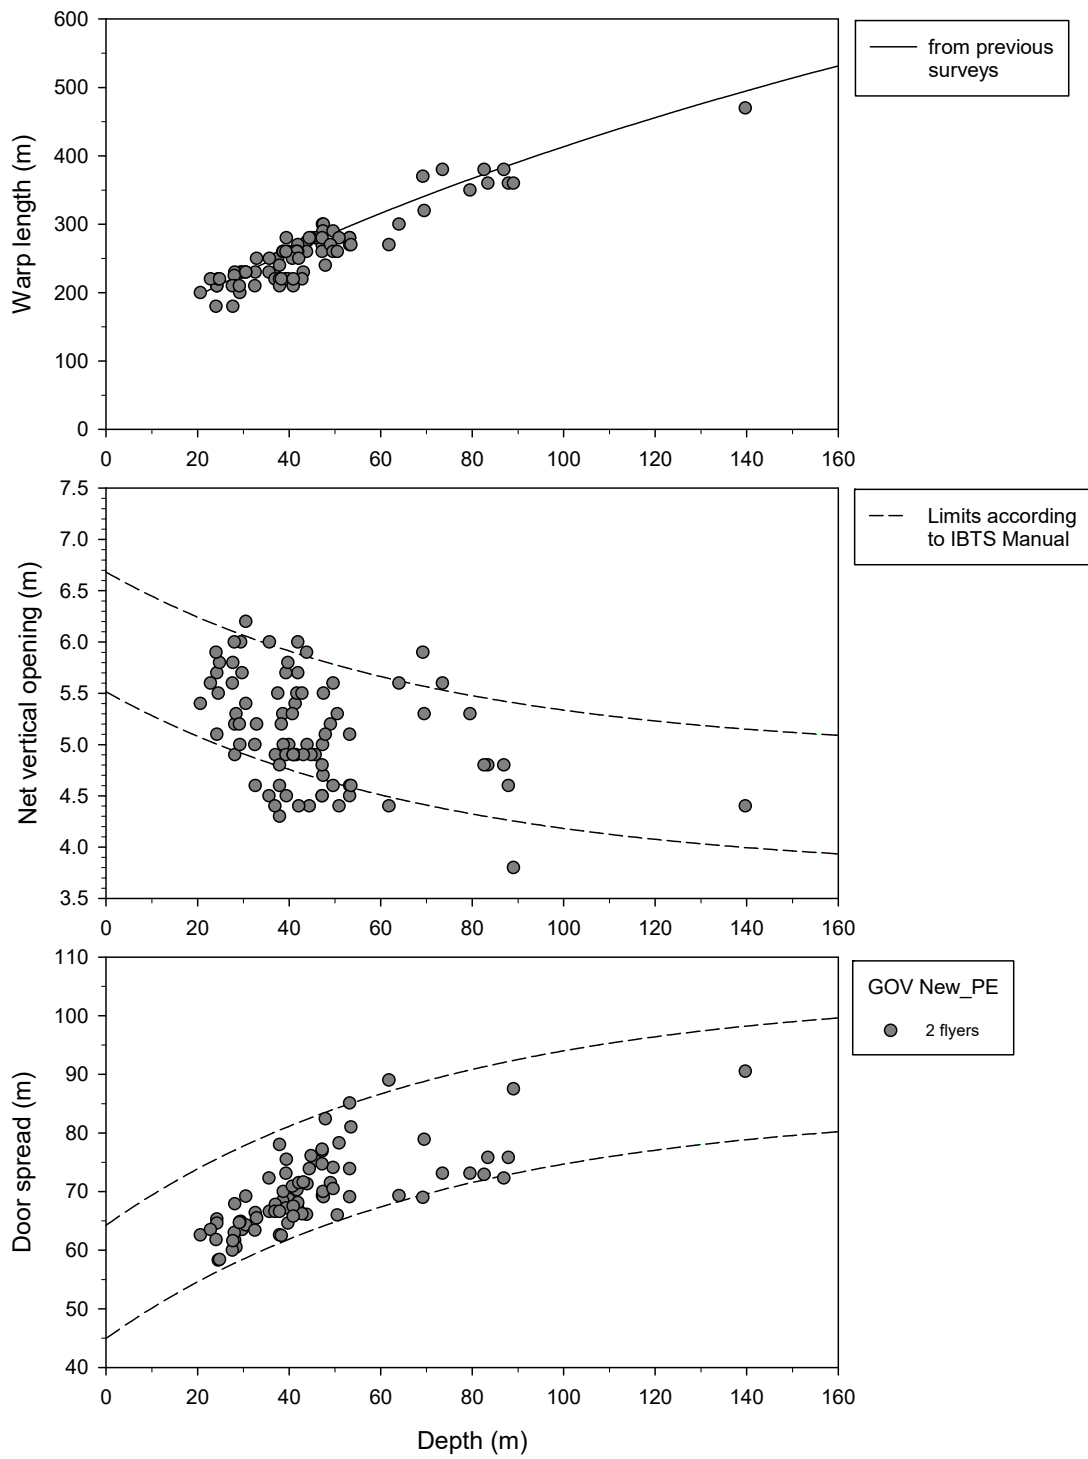 600
500
400
300
200
100
0
Warp length (m)
0 20 40 60 80 100 120 140 160
from previous
surveys
7.5
7.0
6.5
6.0
5.5
5.0
4.5
4.0
3.5
Net vertical opening (m)
0 20 40 60 80 100 120 140 160
Limits according
to IBTS Manual
110
100
90
80
70
60
50
40
Door spread (m)
0 20 40 60 80 100 120 140 160
Depth (m)
GOV New_PE
2 flyers